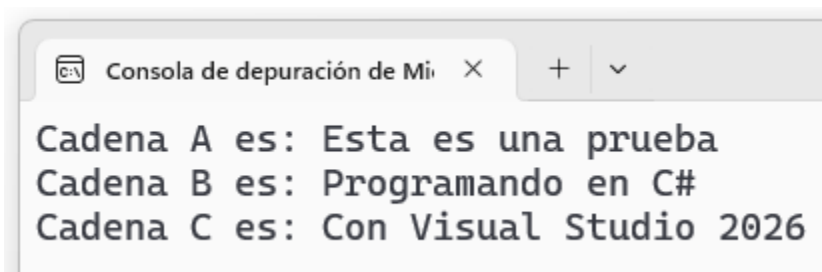 Consola de depuración de Mi
Cadena A es: Esta es una prueba
Cadena B es: Programando en C#
Cadena C es: Con Visual Studio 2026